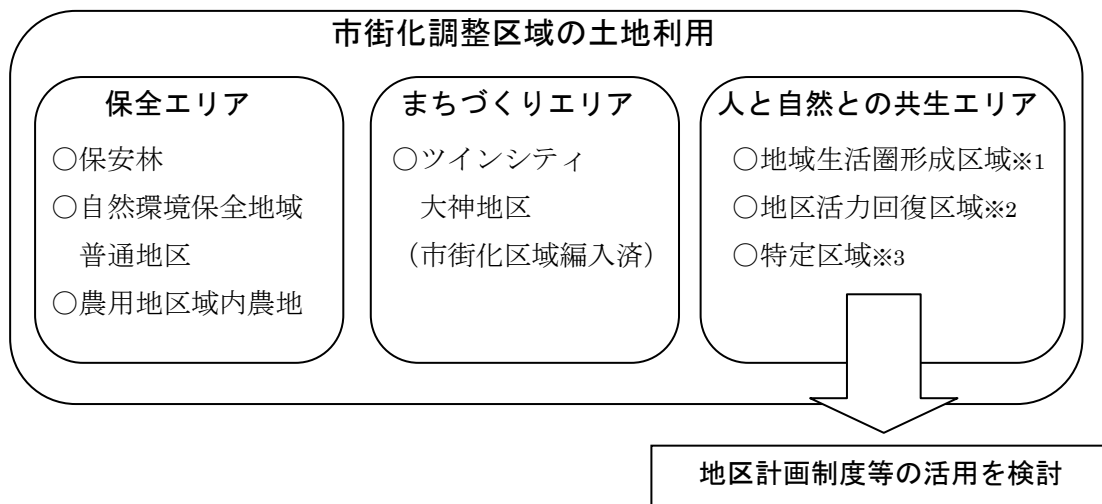 市街化調整区域の土地利用
保全エリア
○保安林
○自然環境保全地域
普通地区
○農用地区域内農地
まちづくりエリア
○ツインシティ
大神地区
（市街化区域編入済）
人と自然との共生エリア
○地域生活圏形成区域※1
○地区活力回復区域※2
○特定区域※3
地区計画制度等の活用を検討